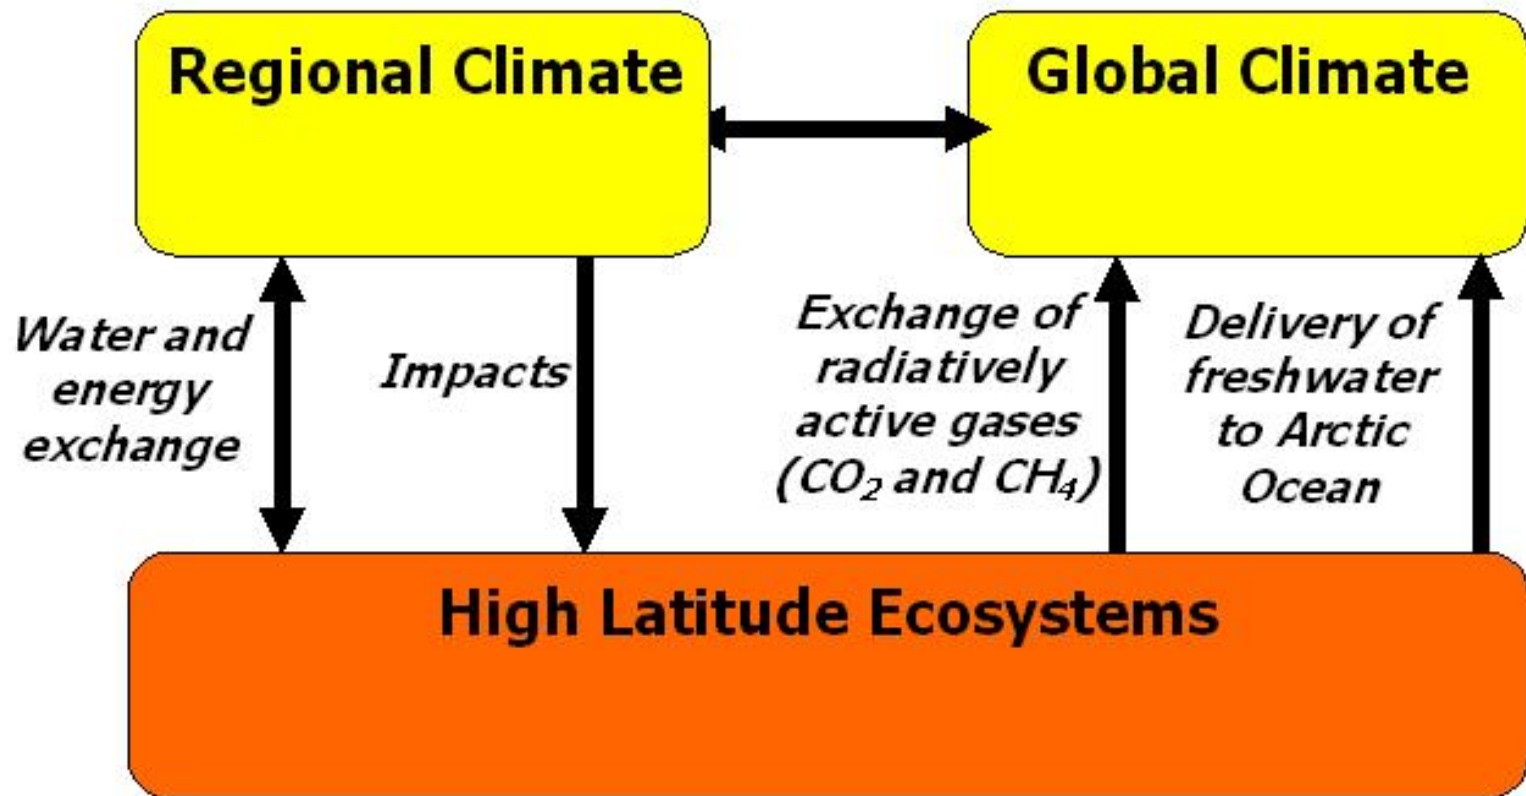 Regional Climate
Global Climate
Water and
energy
exchange
Impacts
Exchange of
radiatively
active gases
(CO₂ and CH₄)
Delivery of
freshwater
to Arctic
Ocean
High Latitude Ecosystems